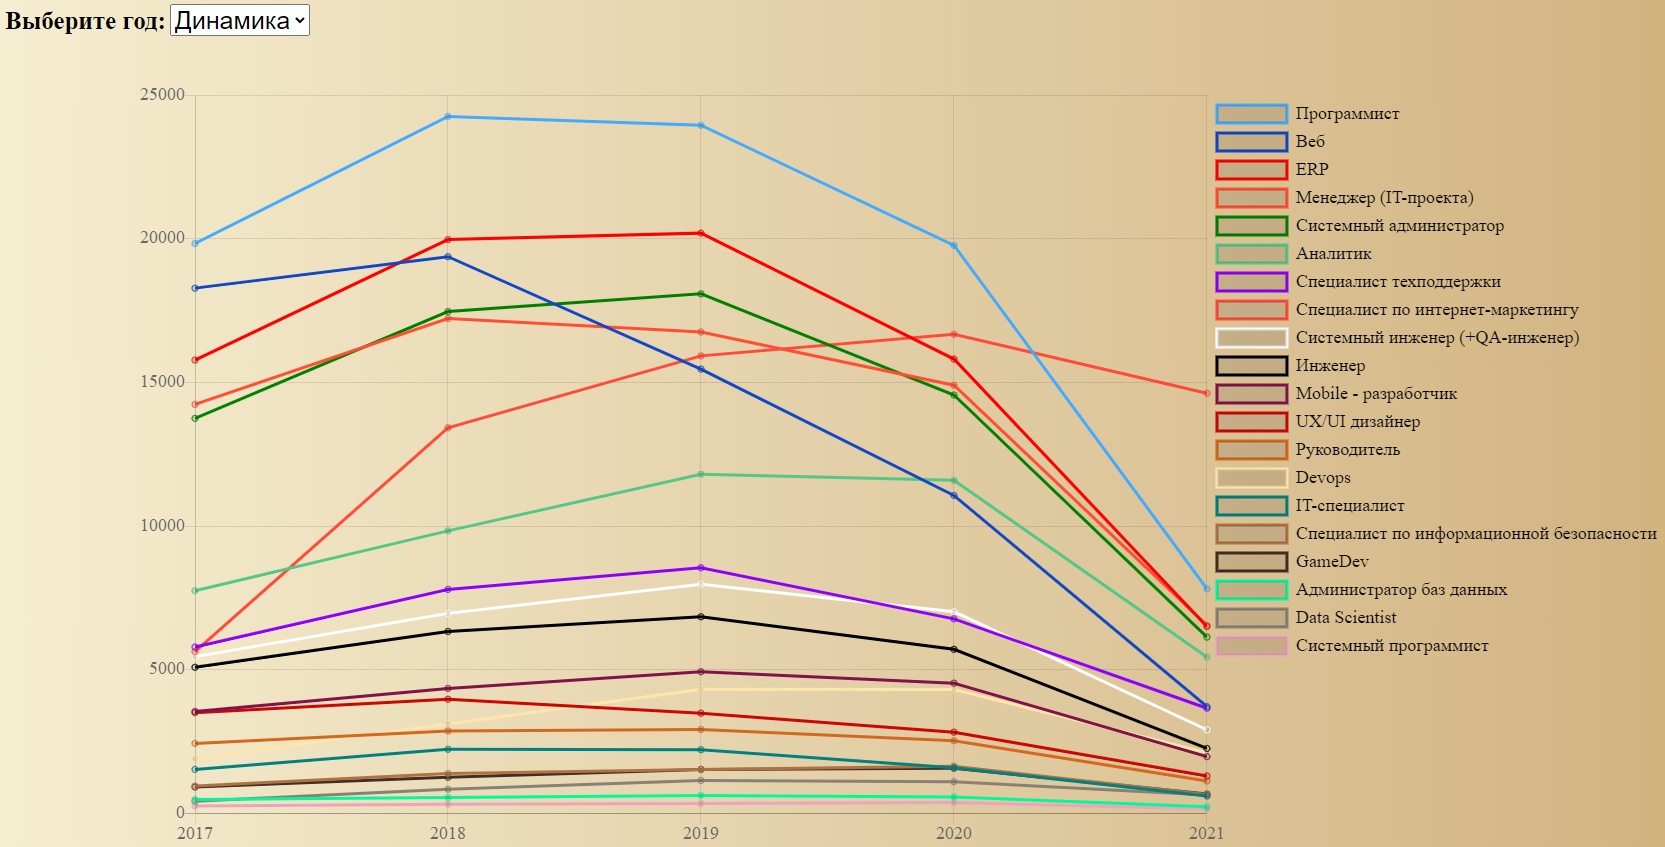 Выберите год: Динамика
25000
20000
15000
10000
5000
0
2017 2018 2019 2020 2021
Программист
Веб
ERP
Менеджер (IT-проекта)
Системный администратор
Аналитик
Специалист техподдержки
Специалист по интернет-маркетингу
Системный инженер (+QA-инженер)
Инженер
Mobile - разработчик
UX/UI дизайнер
Руководитель
Devops
IT-специалист
Специалист по информационной безопасности
GameDev
Администратор баз данных
Data Scientist
Системный программист